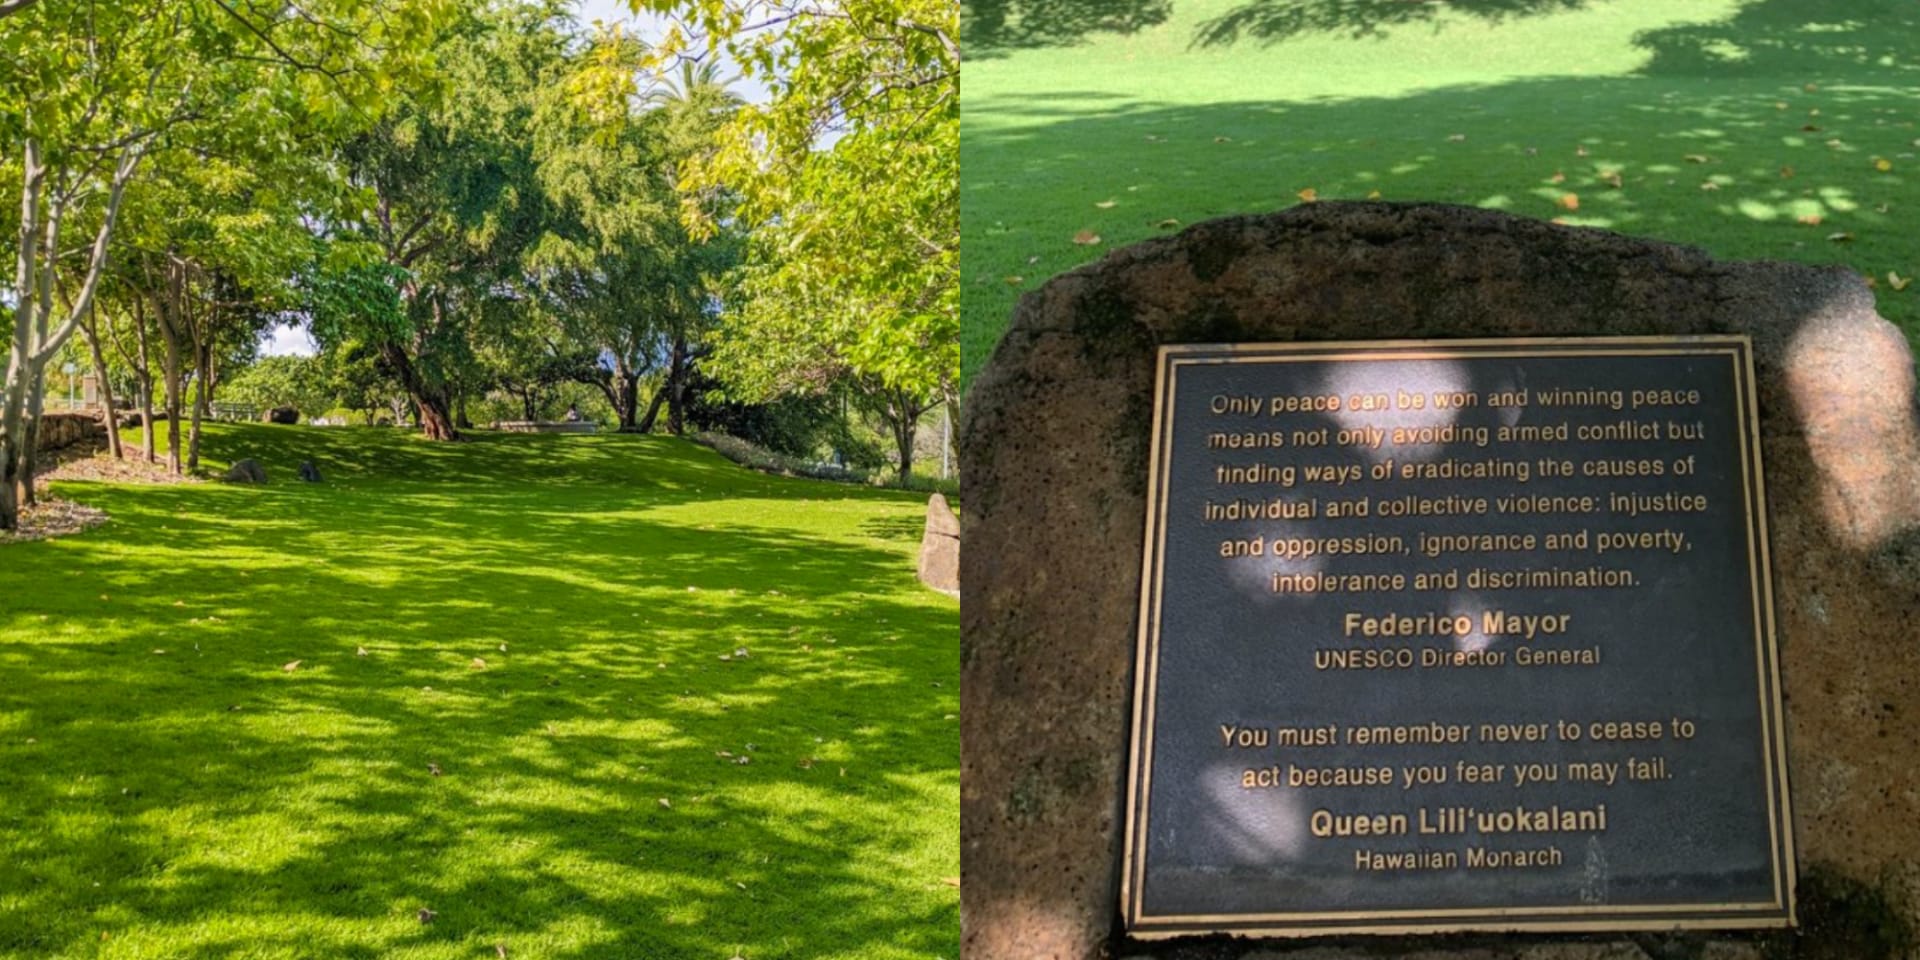 Only peace can be won and winning peace
means not only avoiding armed conflict but
finding ways of eradicating the causes of
individual and collective violence: injustice
and oppression, ignorance and poverty,
intolerance and discrimination.
Federico Mayor
UNESCO Director General
You must remember never to cease to
act because you fear you may fail.
Queen Lili‘uokalani
Hawaiian Monarch